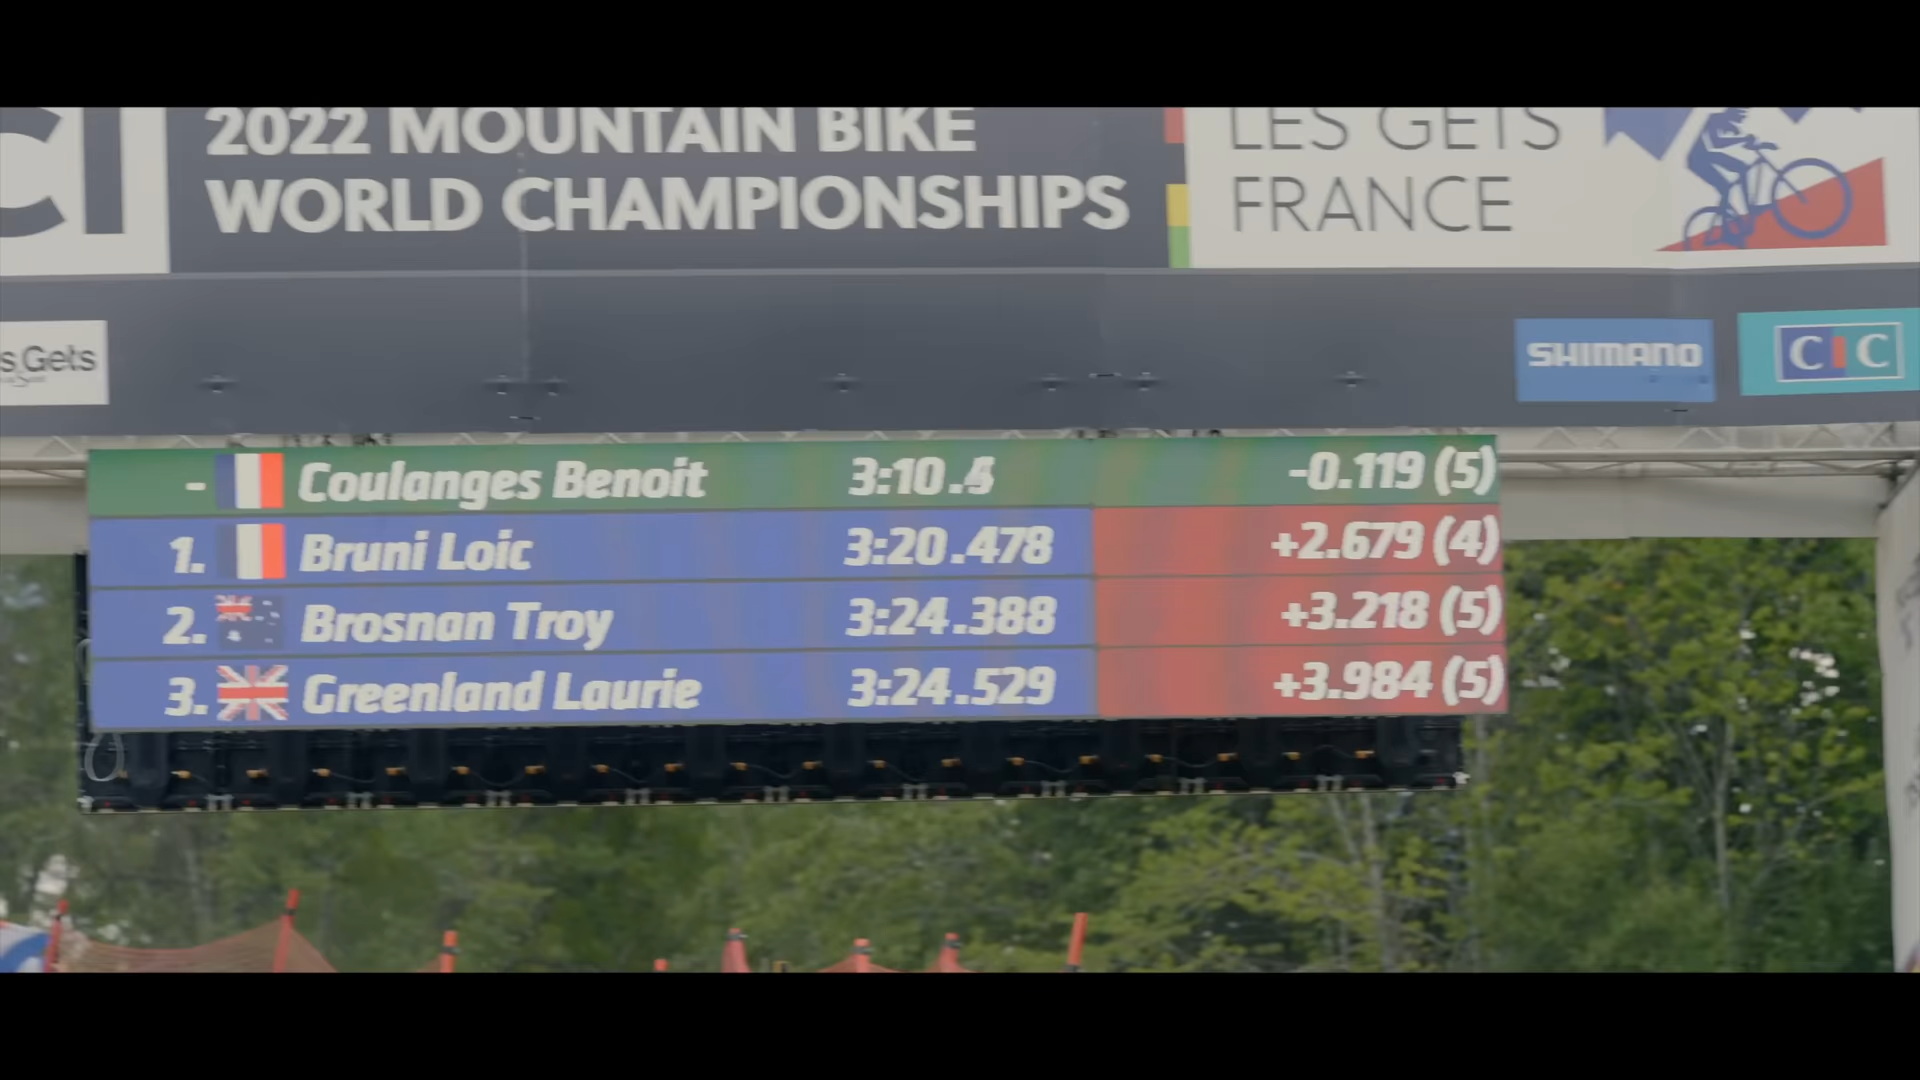 CI
2022 MOUNTAIN BIKE
WORLD CHAMPIONSHIPS
LES GETS
FRANCE
s Gets
SHIMANO
CIC
- Coulanges Benoit 3:10 -0.119 (5)
1. Bruni Loic 3:20.478 +2.679 (4)
2. Brosnan Troy 3:24.388 +3.218 (5)
3. Greenland Laurie 3:24.529 +3.984 (5)